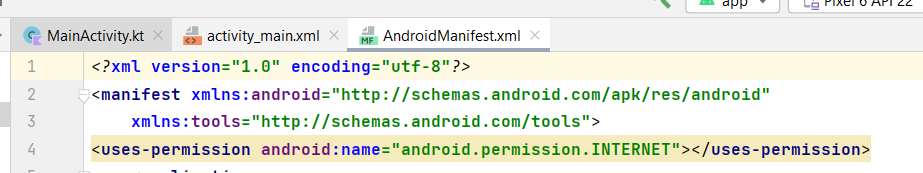 app
Pixel 6 API 22
MainActivity.kt
activity_main.xml
AndroidManifest.xml
1 <?xml version="1.0" encoding="utf-8"?>
2 <manifest xmlns:android="http://schemas.android.com/apk/res/android"
3 xmlns:tools="http://schemas.android.com/tools">
4 <uses-permission android:name="android.permission.INTERNET"></uses-permission>